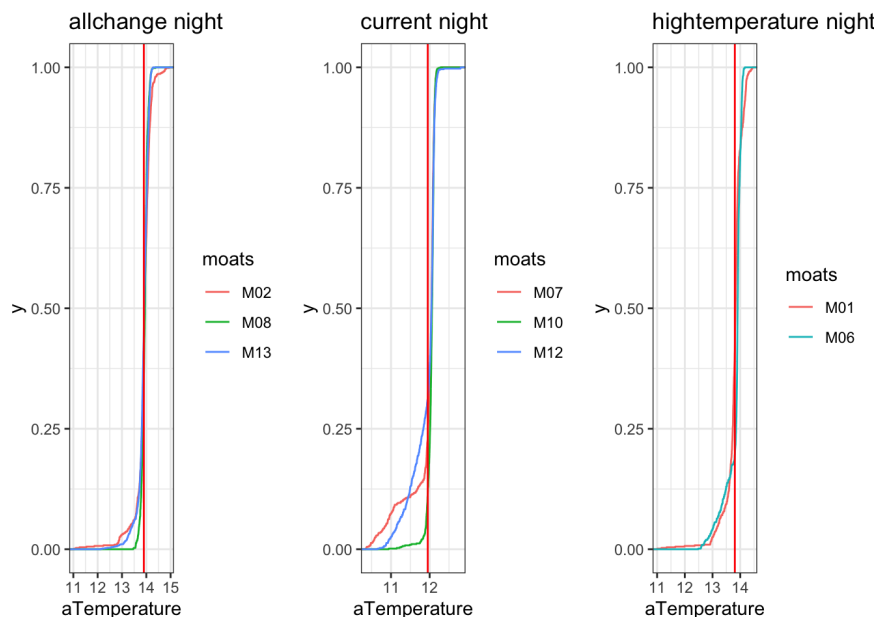 allchange night
1.00
0.75
0.50
0.25
0.00
y
11 12 13 14 15
aTemperature
moats
M02
M08
M13
current night
1.00
0.75
0.50
0.25
0.00
y
11 12
aTemperature
moats
M07
M10
M12
hightemperature night
1.00
0.75
0.50
0.25
0.00
y
11 12 13 14
aTemperature
moats
M01
M06